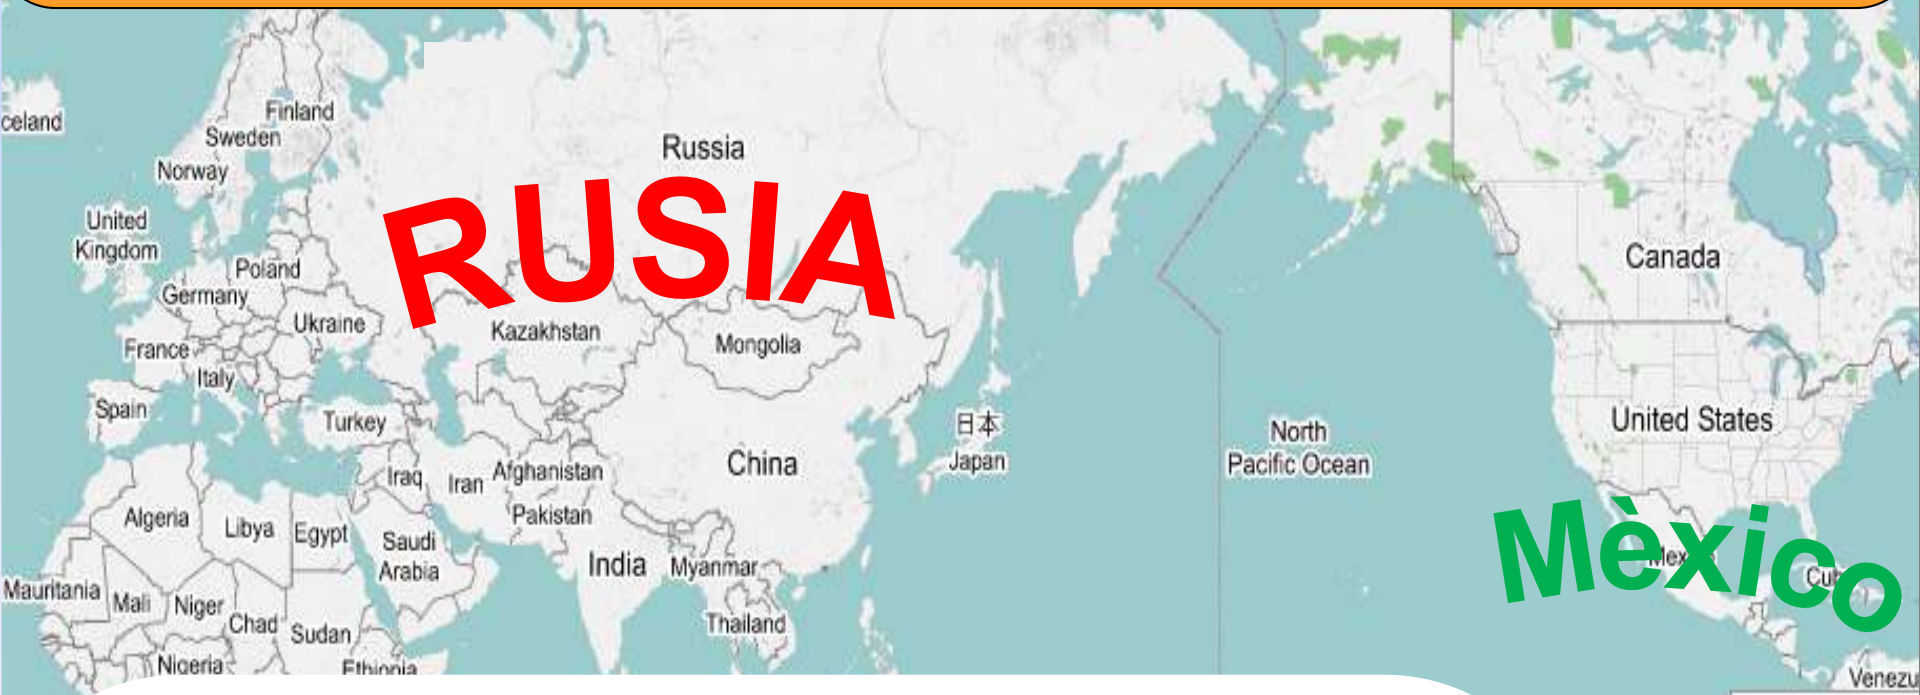 Finland
celand
Sweden
Russia
Norway
RUSIA
United
Kingdom
Canada
Poland
Germany
Ukraine
Kazakhstan
Mongolia
France
Italy
Spain
Turkey
United States
日本
Japan
North
Pacific Ocean
China
Afghanistan
Iraq
Iran
Pakistan
Algeria
Libya
Egypt
Saudi
Arabia
India
Myanmar
Mèxico
Mex
Cub
Mauritania
Mali
Niger
Chad
Sudan
Thailand
Nigeria
Ethiopia
Venezu